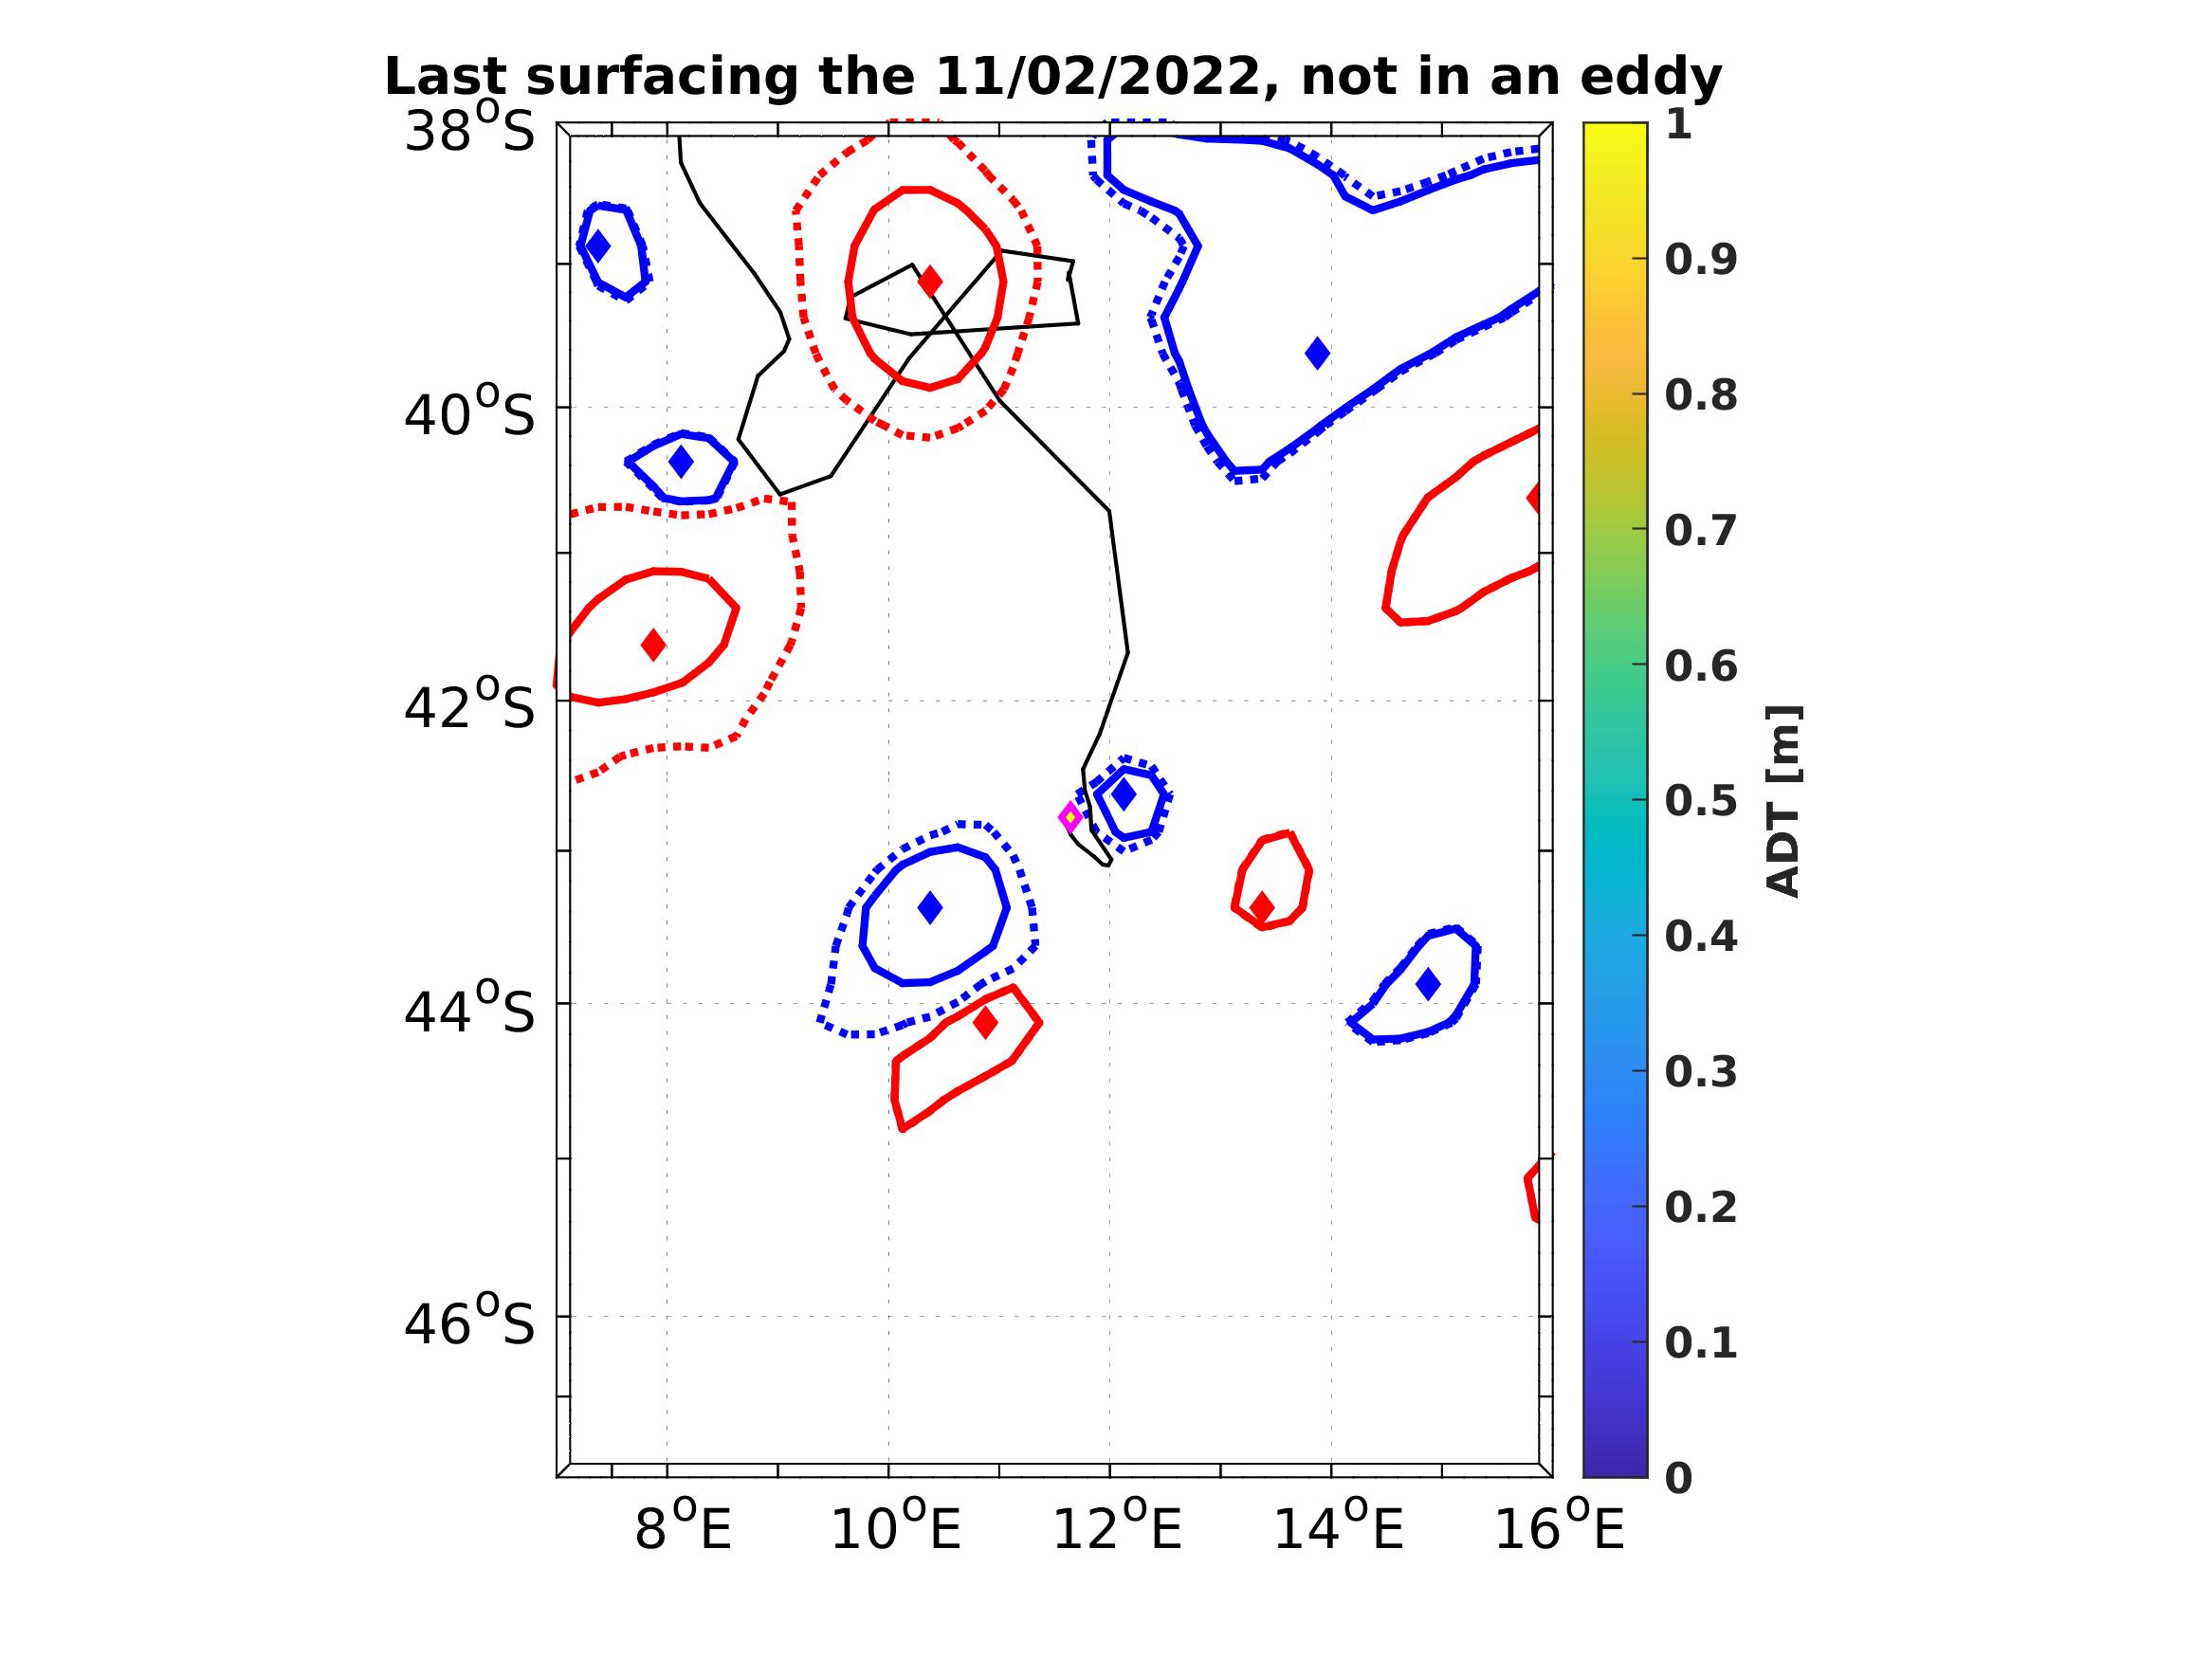 Last surfacing the 11/02/2022, not in an eddy
38°S
40°S
42°S
44°S
46°S
8°E
10°E
12°E
14°E
16°E
1
0.9
0.8
0.7
0.6
0.5
0.4
0.3
0.2
0.1
0
ADT [m]